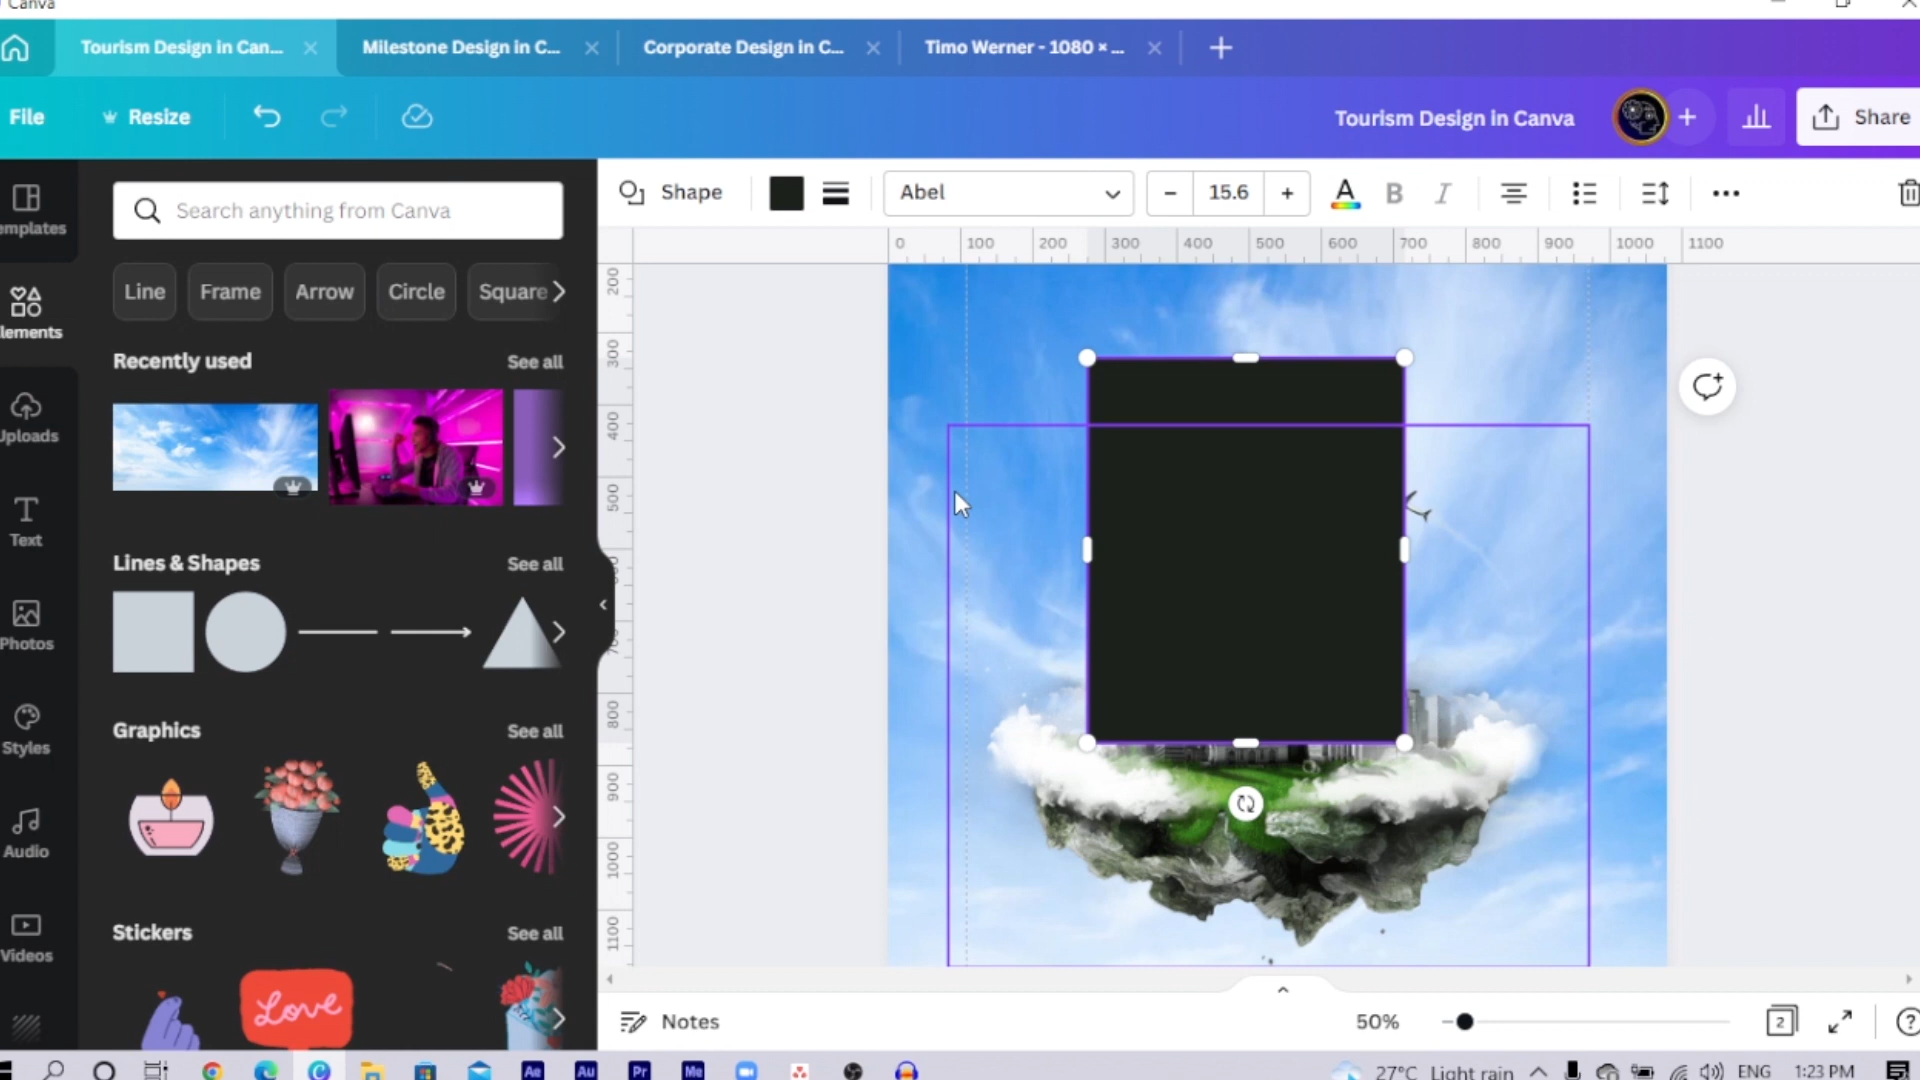 Canva
Tourism Design in Can...
Milestone Design in C...
Corporate Design in C...
Timo Werner - 1080 × ...
File
Resize
Tourism Design in Canva
Share
emplates
lements
Uploads
Text
Photos
Styles
Audio
Videos
Search anything from Canva
Line
Frame
Arrow
Circle
Square
Recently used
See all
Lines & Shapes
See all
Graphics
See all
Stickers
See all
Love
Shape
Abel
15.6
A
B
I
0 100 200 300 400 500 600 700 800 900 1000 1100
200
300
400
500
800
900
1000
1100
Notes
50%
2
?
Ae
Au
Pr
Me
27°C Light rain
ENG
1:23 PM